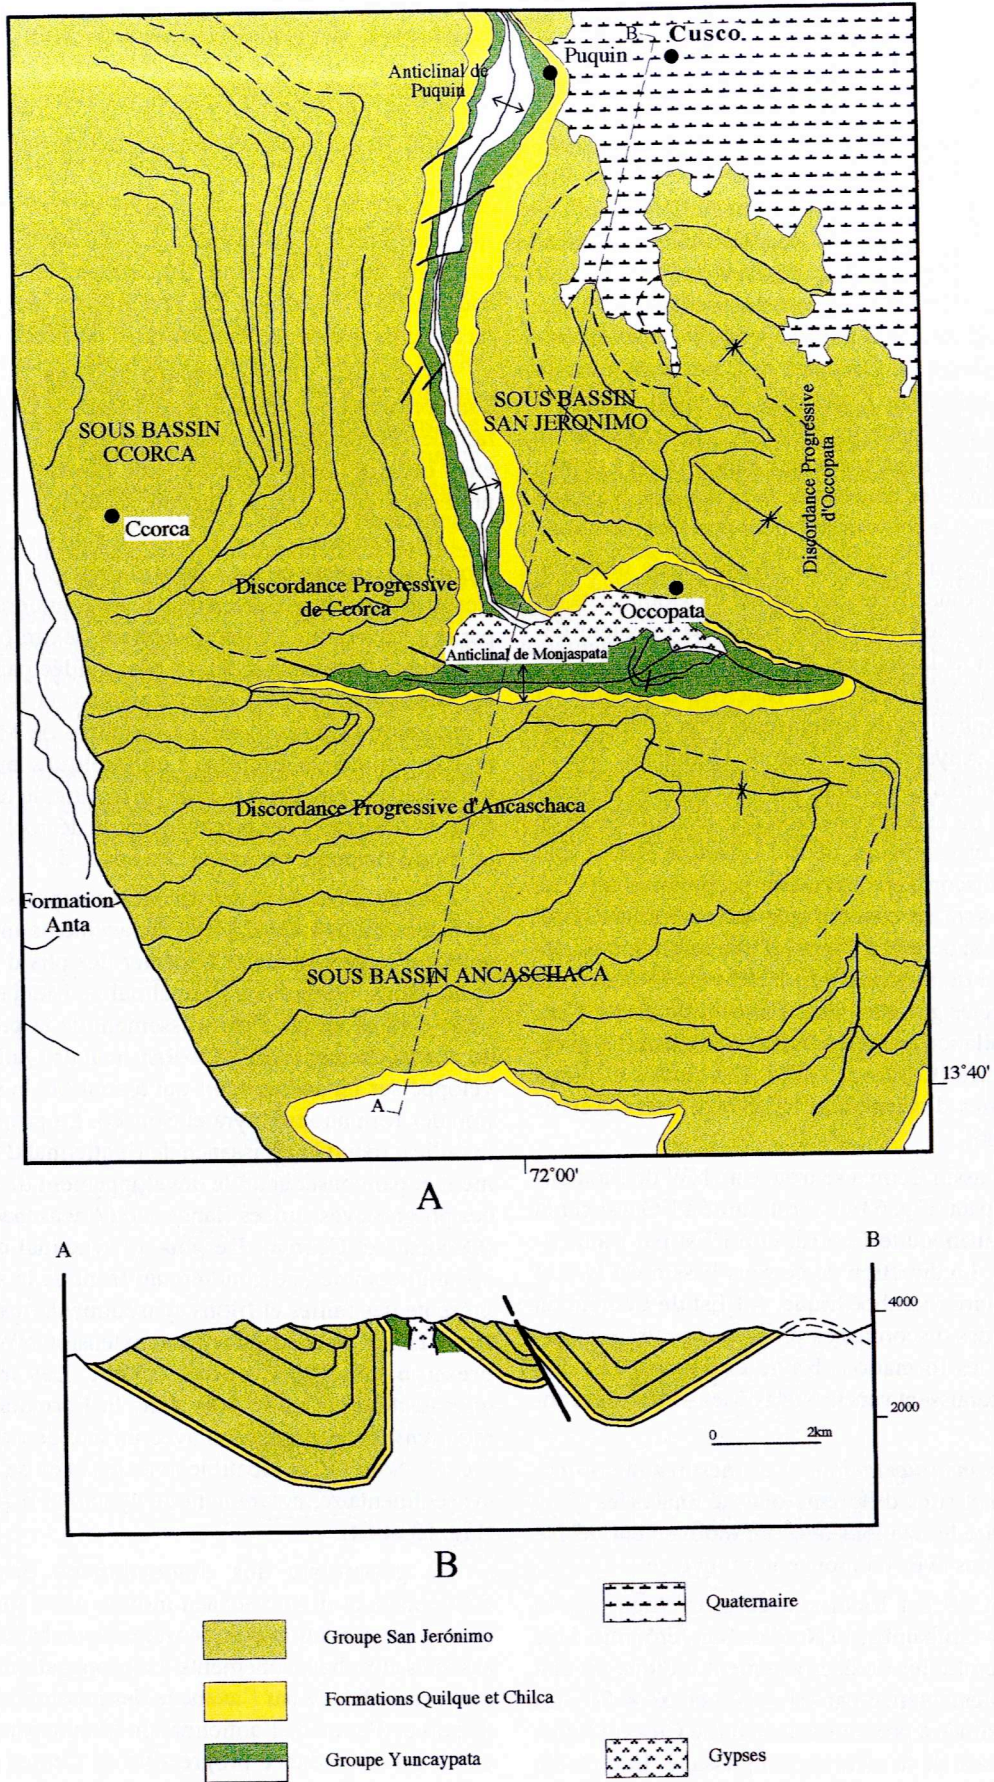 B
Cusco
Puquin
Anticlinal de
Puquin
SOUS BASSIN
SAN JERONIMO
SOUS BASSIN
CCORCA
Discordance Progressive
d'Occopata
Ccorca
Discordance Progressive
de Ccorca
Occopata
Anticlinal de Monjaspata
Discordance Progressive d'Ancaschaca
Formation
Anta
SOUS BASSIN ANCASCHACA
13°40'
A
72°00'
A
A
B
4000
2000
0 2km
B
Quaternaire
Groupe San Jerónimo
Formations Quilque et Chilca
Groupe Yuncaypata
Gypses